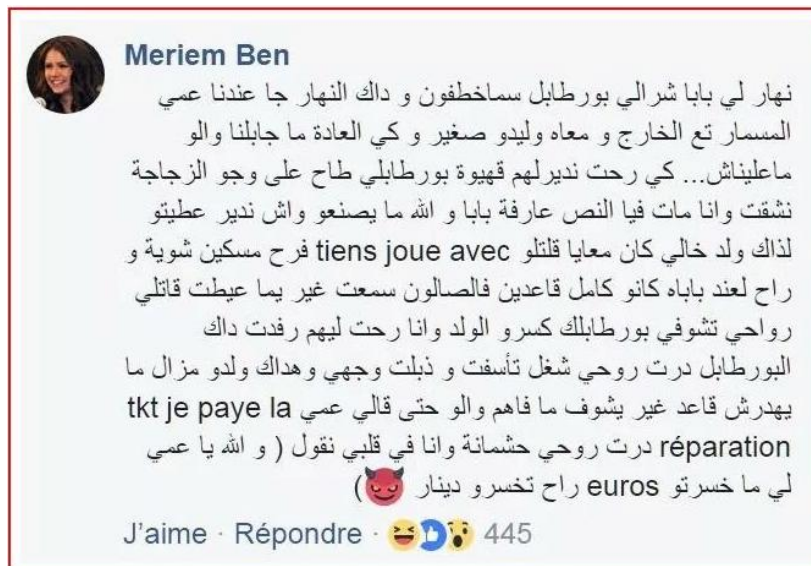 Meriem Ben
نهار لي بابا شرالي بورطابل سماخطفون و داك النهار جا عندنا عمي
المسمار تع الخارج و معاه وليدو صغير و كي العادة ما جابلنا والو
ماعليناش... كي رحت نديرلهم قهيوة بورطابلي طاح على وجو الزجاجة
نشقت وانا مات فيا النص عارفة بابا و الله ما يصنعو واش ندير عطيتو
لذاك ولد خالي كان معايا قلتلو tiens joue avec فرح مسكين شوية و
راح لعند باباه كانو كامل قاعدين فالصالون سمعت غير يما عيطت قاتلي
رواحي تشوفي بورطابلك كسرو الولد وانا رحت ليهم رفدت داك
البورطابل درت روحي شغل تأسفت و ذبلت وجهي وهداك ولدو مزال ما
يهدرش قاعد غير يشوف ما فاهم والو حتى قالي عمي tkt je paye la
réparation درت روحي حشمانة وانا في قلبي نقول ( و الله يا عمي
لي ما خسرتو euros راح تخسرو دينار 😈)
J'aime · Répondre · 445